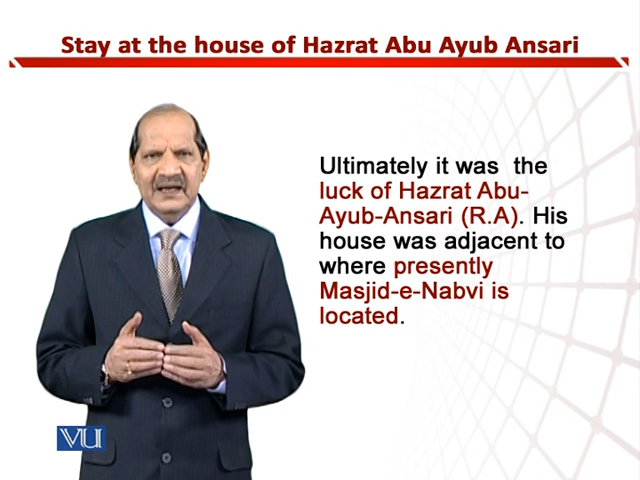 Stay at the house of Hazrat Abu Ayub Ansari
Ultimately it was the
luck of Hazrat Abu-
Ayub-Ansari (R.A). His
house was adjacent to
where presently
Masjid-e-Nabvi is
located.
VU